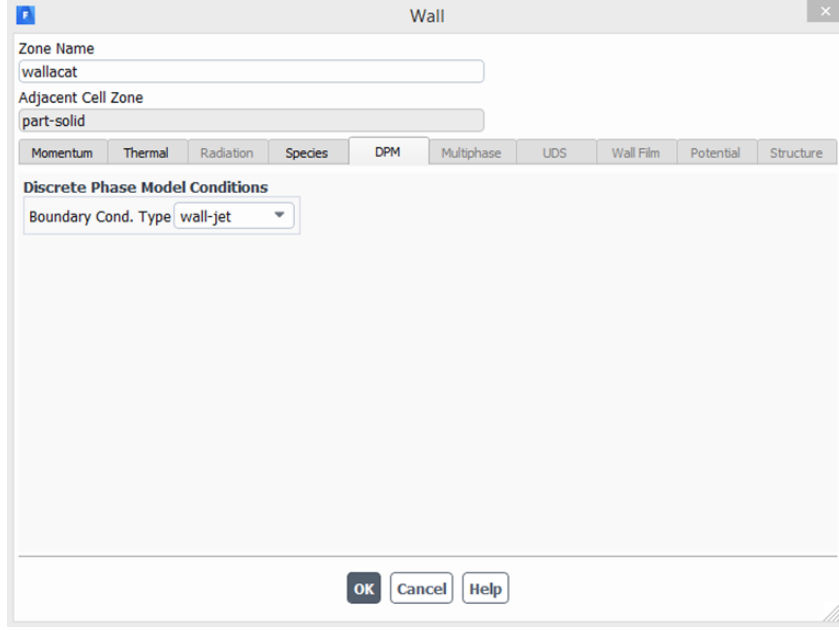 F
Wall
Zone Name
wallacat
Adjacent Cell Zone
part-solid
Momentum Thermal Radiation Species DPM Multiphase UDS Wall Film Potential Structure
Discrete Phase Model Conditions
Boundary Cond. Type wall-jet
OK Cancel Help